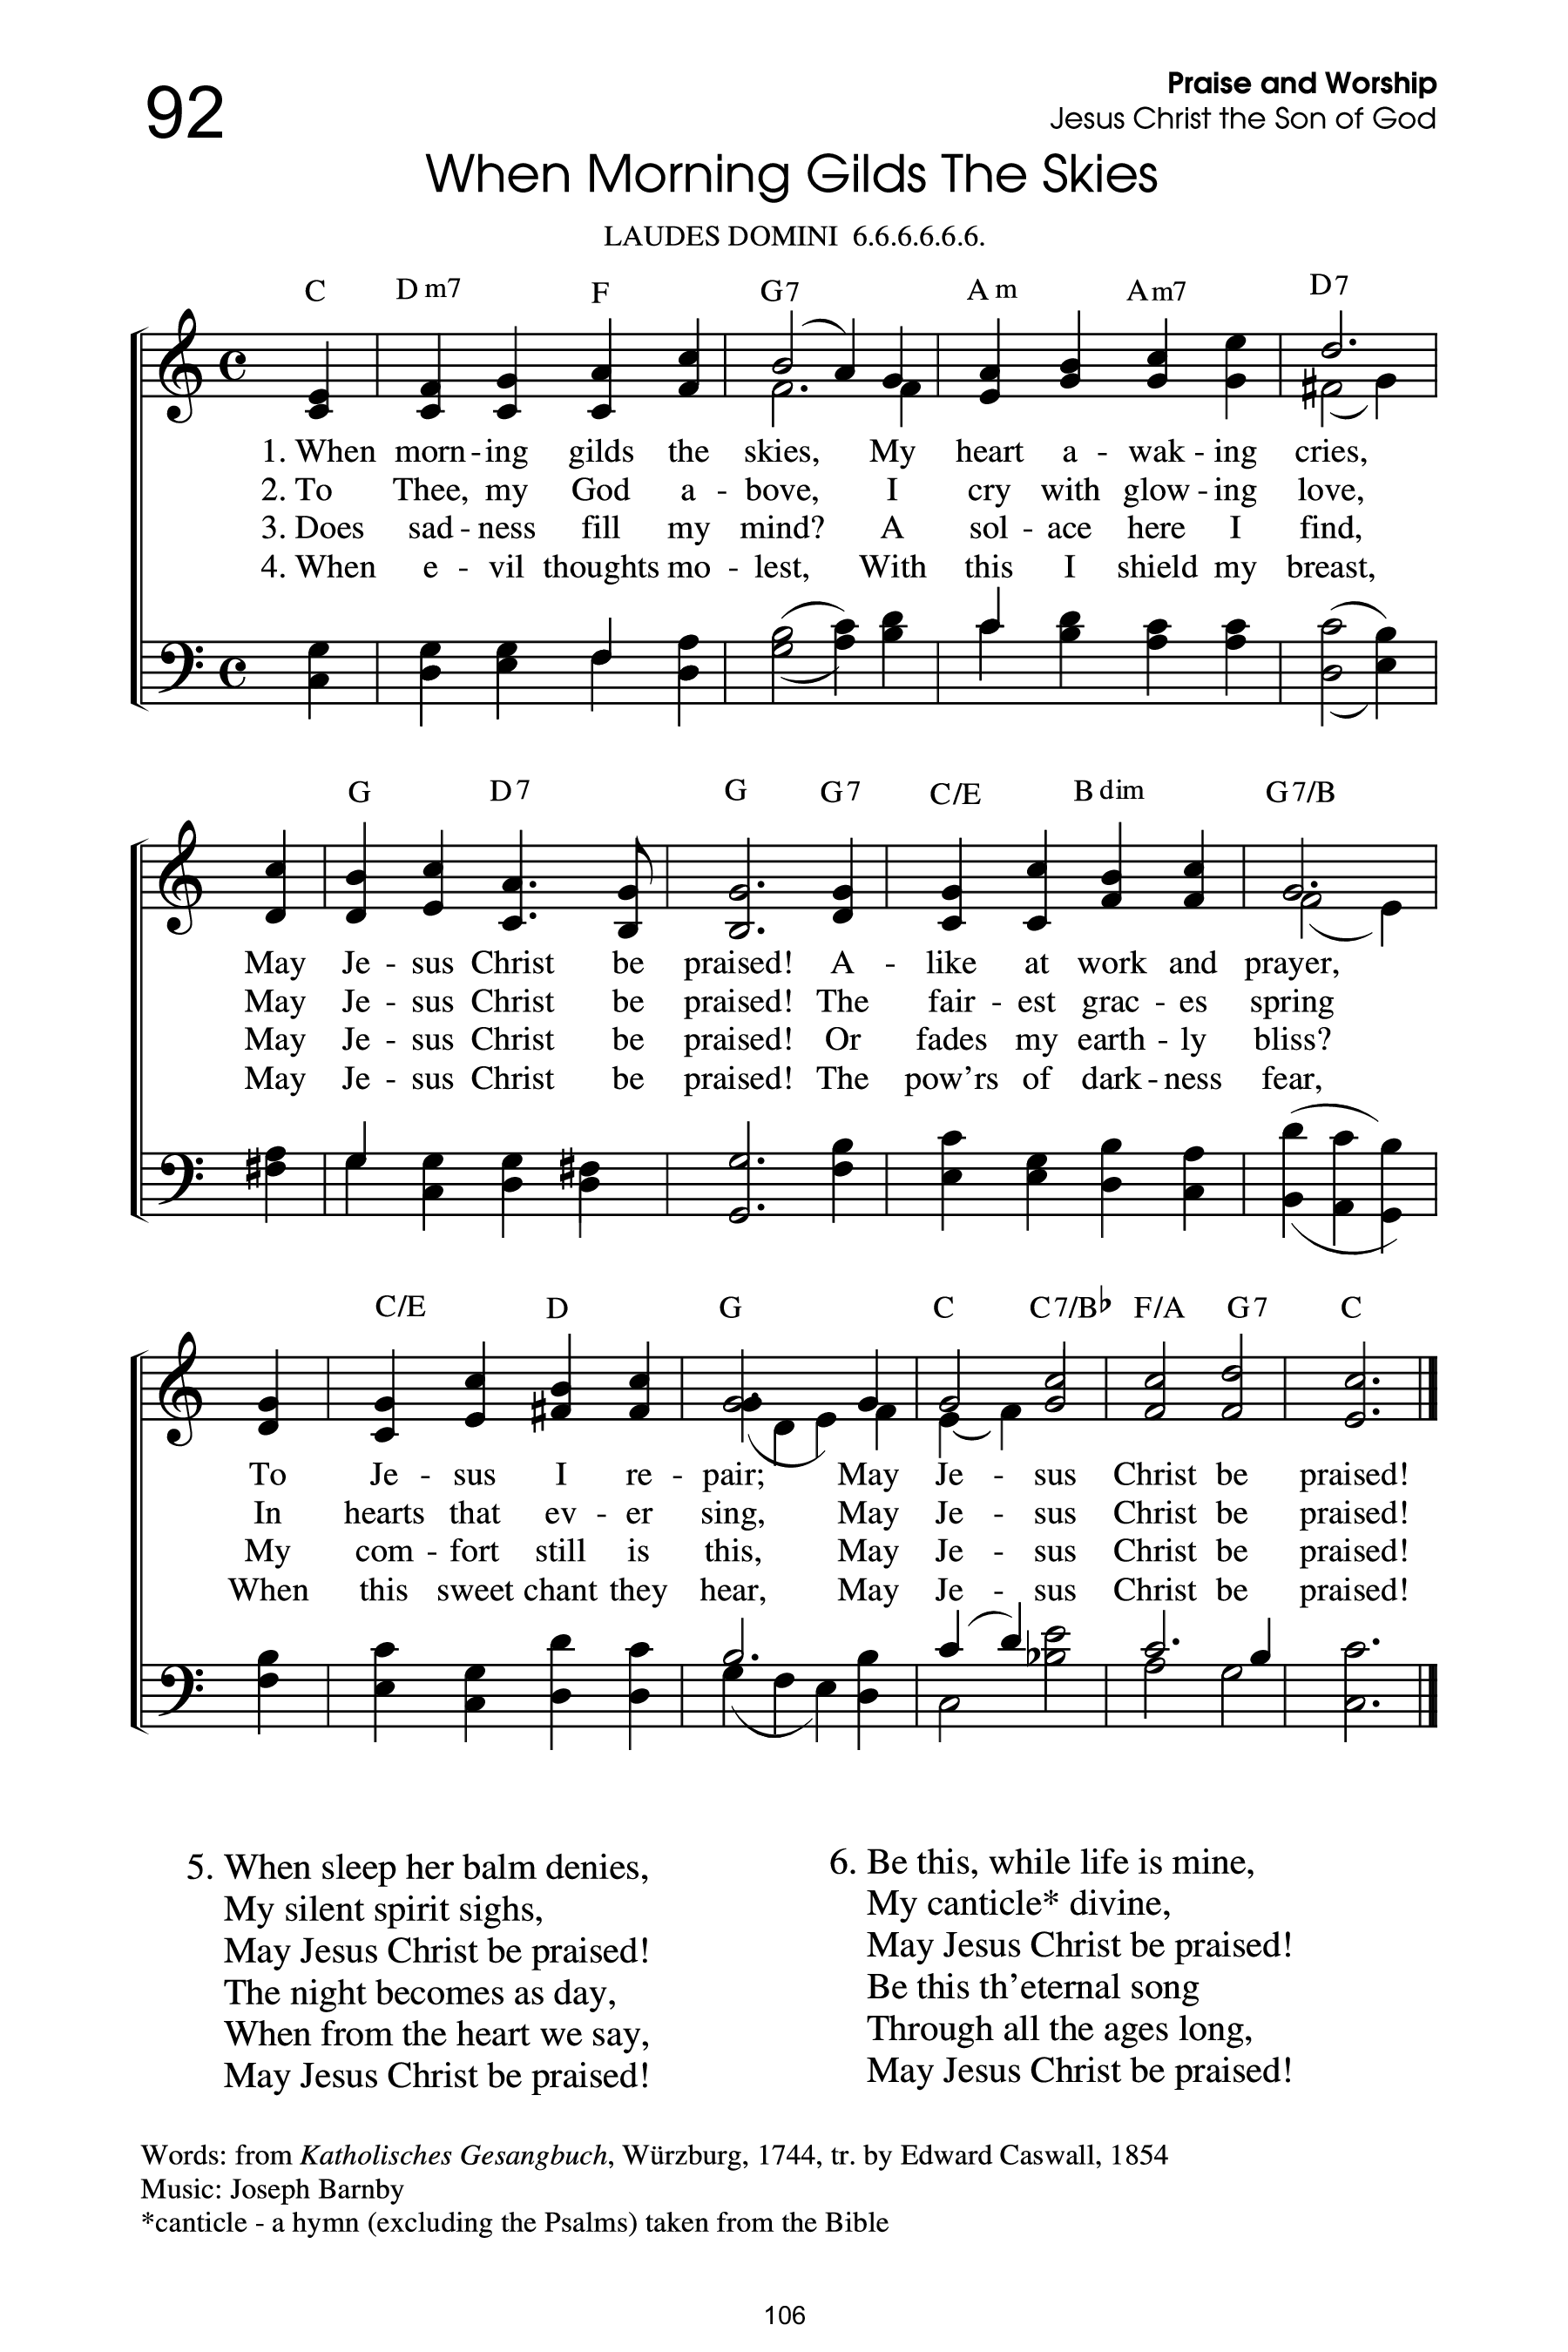 92
Praise and Worship
Jesus Christ the Son of God
When Morning Gilds The Skies
LAUDES DOMINI 6.6.6.6.6.6.
C Dm7 F G7 Am Am7 D7
1. When morn - ing gilds the skies, My heart a - wak - ing cries,
2. To Thee, my God a - bove, I cry with glow - ing love,
3. Does sad - ness fill my mind? A sol - ace here I find,
4. When e - vil thoughts mo - lest, With this I shield my breast,
G D7 G G7 C/E B dim G7/B
May Je - sus Christ be praised! A - like at work and prayer,
May Je - sus Christ be praised! The fair - est grac - es spring
May Je - sus Christ be praised! Or fades my earth - ly bliss?
May Je - sus Christ be praised! The pow'rs of dark - ness fear,
C/E D G C C7/B♭ F/A G7 C
To Je - sus I re - pair; May Je - sus Christ be praised!
In hearts that ev - er sing, May Je - sus Christ be praised!
My com - fort still is this, May Je - sus Christ be praised!
When this sweet chant they hear, May Je - sus Christ be praised!
5. When sleep her balm denies,
My silent spirit sighs,
May Jesus Christ be praised!
The night becomes as day,
When from the heart we say,
May Jesus Christ be praised!
6. Be this, while life is mine,
My canticle* divine,
May Jesus Christ be praised!
Be this th'eternal song
Through all the ages long,
May Jesus Christ be praised!
Words: from Katholisches Gesangbuch, Würzburg, 1744, tr. by Edward Caswall, 1854
Music: Joseph Barnby
*canticle - a hymn (excluding the Psalms) taken from the Bible
106